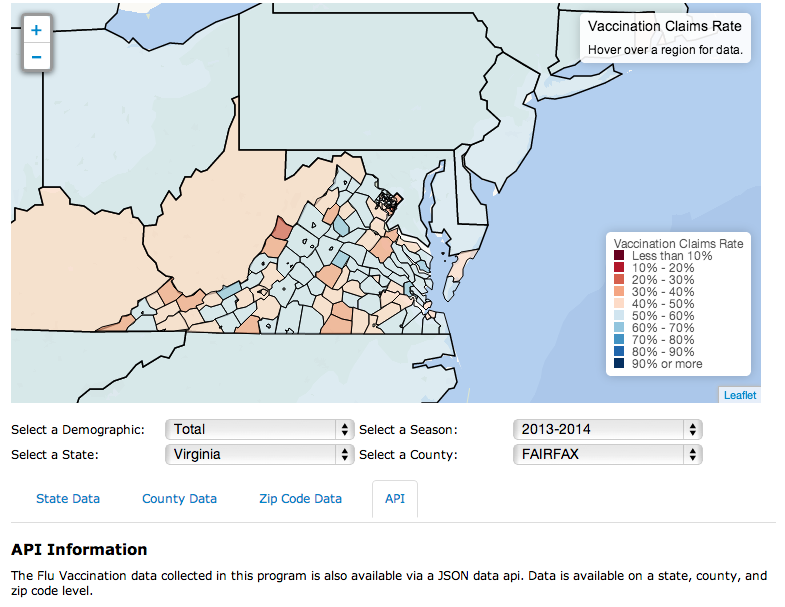 +
−
Vaccination Claims Rate
Hover over a region for data.
Vaccination Claims Rate
Less than 10%
10% - 20%
20% - 30%
30% - 40%
40% - 50%
50% - 60%
60% - 70%
70% - 80%
80% - 90%
90% or more
Leaflet
Select a Demographic: Total Select a Season: 2013-2014
Select a State: Virginia Select a County: FAIRFAX
State Data County Data Zip Code Data API
API Information
The Flu Vaccination data collected in this program is also available via a JSON data api. Data is available on a state, county, and
zip code level.